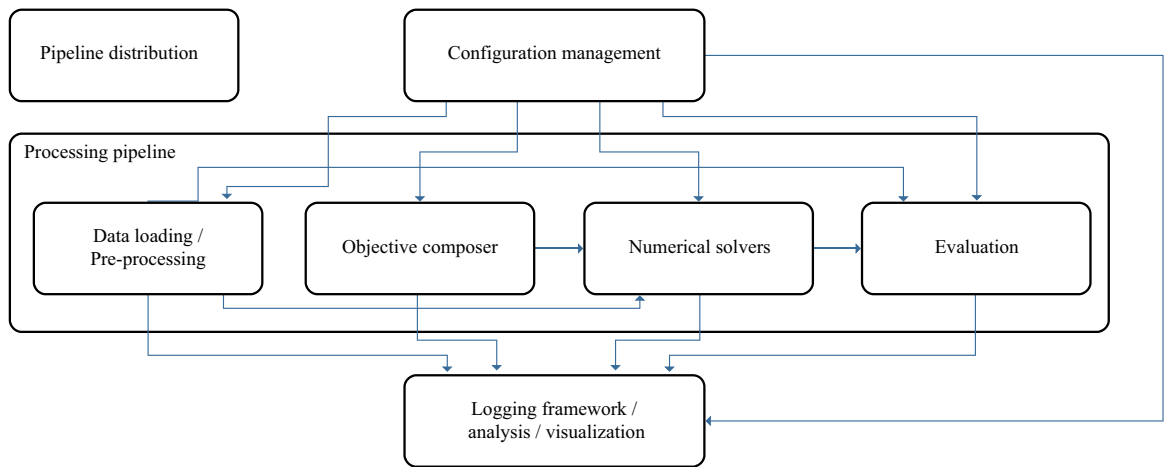 Pipeline distribution
Configuration management
Processing pipeline
Data loading /
Pre-processing
Objective composer
Numerical solvers
Evaluation
Logging framework /
analysis / visualization